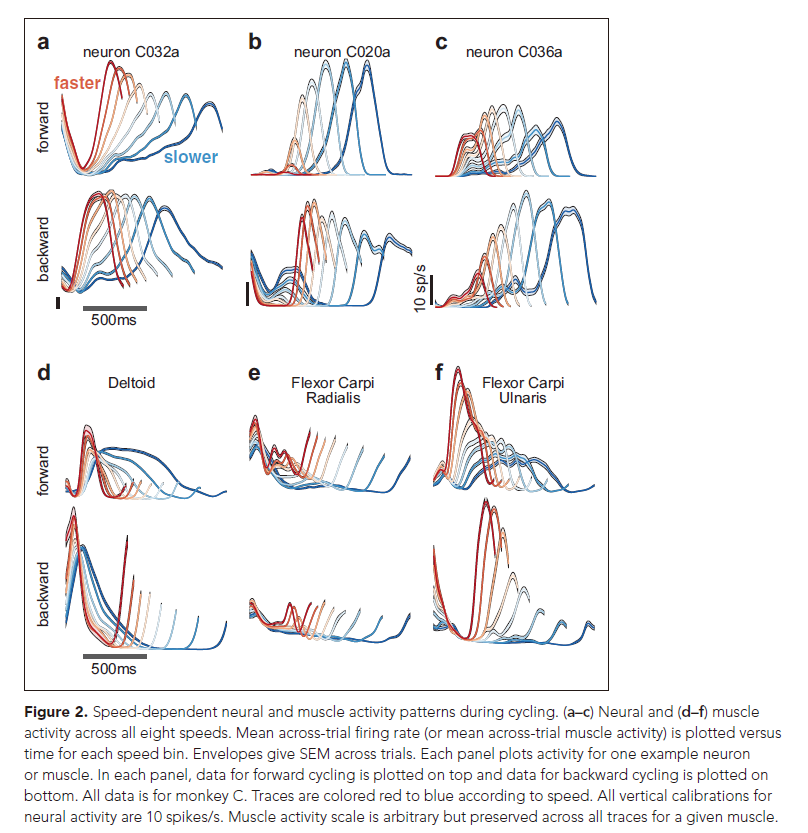 a
neuron C032a
b
neuron C020a
c
neuron C036a
faster
slower
forward
backward
500ms
10 sp/s
d
Deltoid
e
Flexor Carpi
Radialis
f
Flexor Carpi
Ulnaris
forward
backward
500ms
Figure 2. Speed-dependent neural and muscle activity patterns during cycling. (a–c) Neural and (d–f) muscle
activity across all eight speeds. Mean across-trial firing rate (or mean across-trial muscle activity) is plotted versus
time for each speed bin. Envelopes give SEM across trials. Each panel plots activity for one example neuron
or muscle. In each panel, data for forward cycling is plotted on top and data for backward cycling is plotted on
bottom. All data is for monkey C. Traces are colored red to blue according to speed. All vertical calibrations for
neural activity are 10 spikes/s. Muscle activity scale is arbitrary but preserved across all traces for a given muscle.